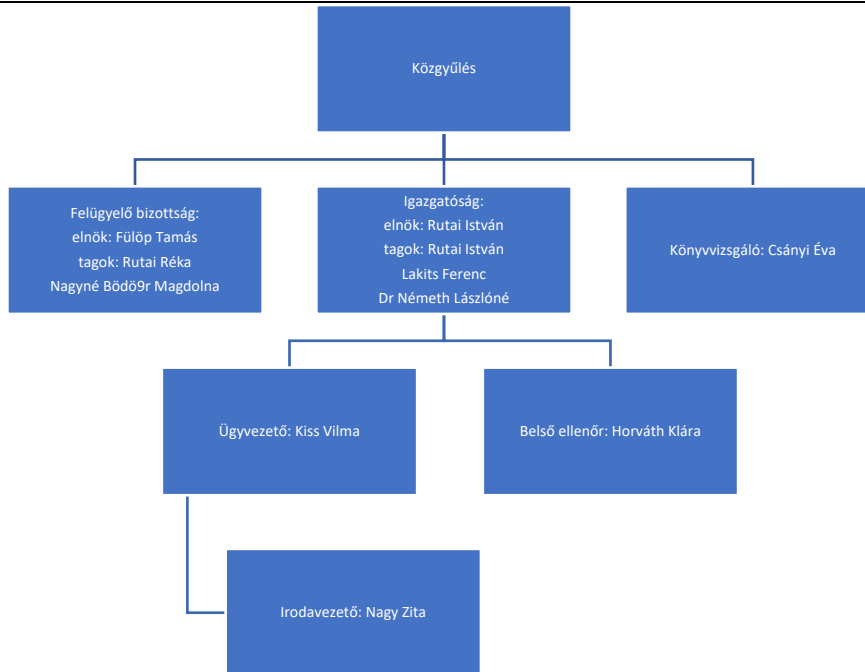 Közgyűlés
Felügyelő bizottság:
elnök: Fülöp Tamás
tagok: Rutai Réka
Nagyné Bödö9r Magdolna
Igazgatóság:
elnök: Rutai István
tagok: Rutai István
Lakits Ferenc
Dr Németh Lászlóné
Könyvvizsgáló: Csányi Éva
Ügyvezető: Kiss Vilma
Belső ellenőr: Horváth Klára
Irodavezető: Nagy Zita